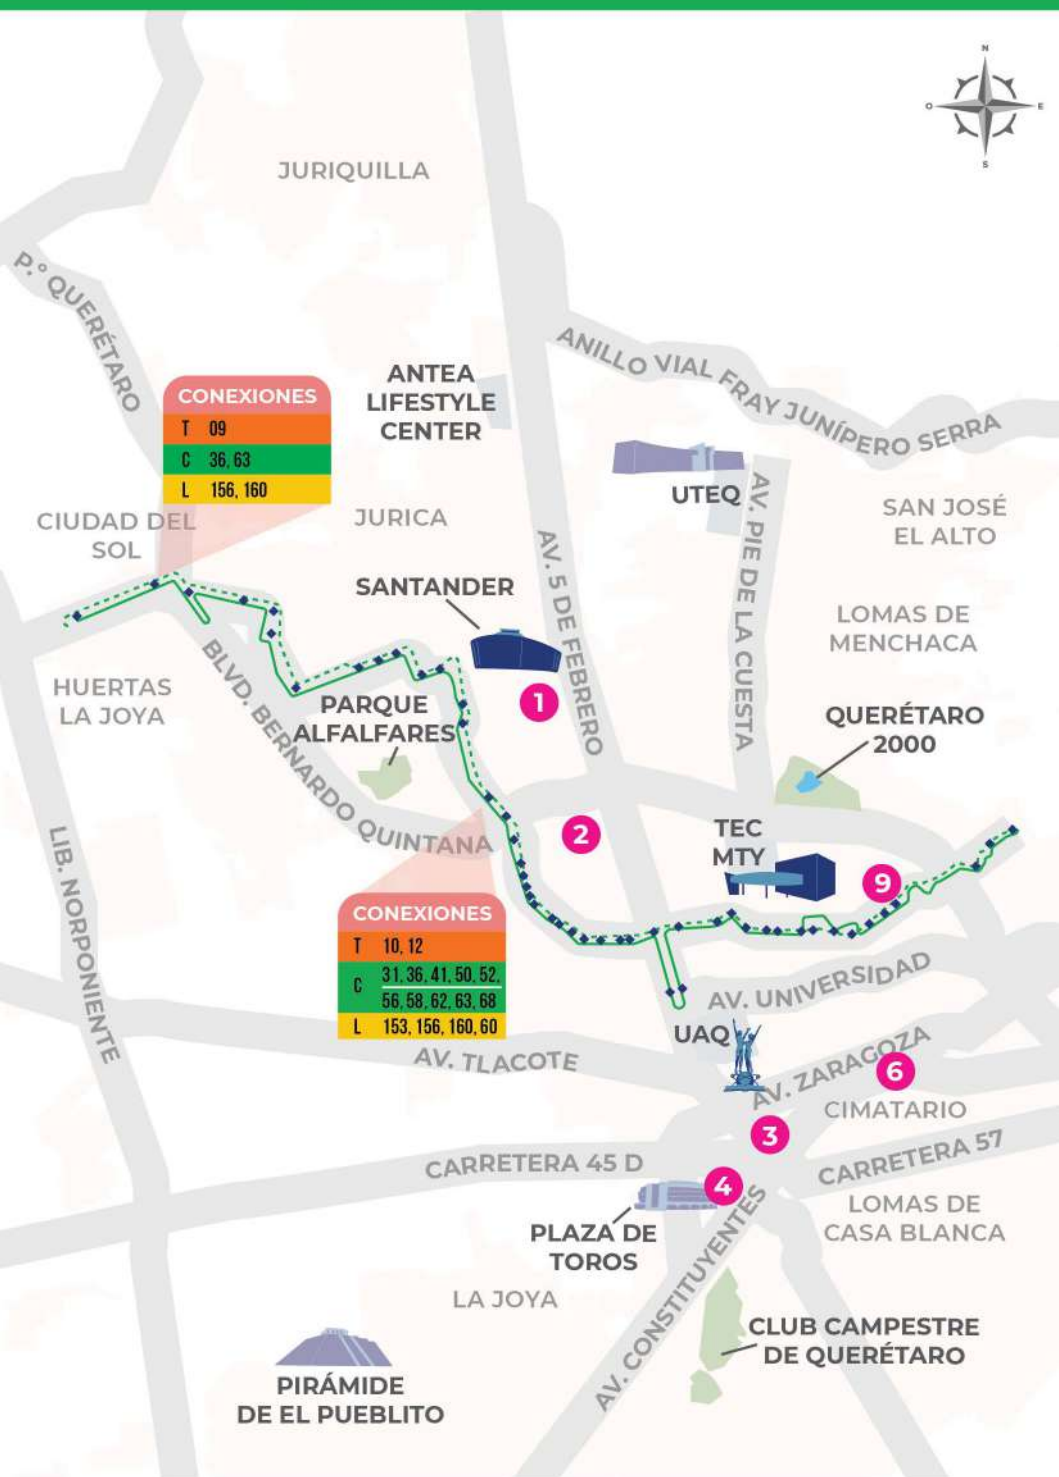 N
O
E
S
JURIQUILLA
P.º QUERÉTARO
ANILLO VIAL FRAY JUNÍPERO SERRA
ANTEA
LIFESTYLE
CENTER
CONEXIONES
T 09
C 36, 63
L 156, 160
UTEQ
AV. PIE DE LA CUESTA
SAN JOSÉ
EL ALTO
CIUDAD DEL
SOL
JURICA
AV. 5 DE FEBRERO
SANTANDER
LOMAS DE
MENCHACA
BLVD. BERNARDO QUINTANA
HUERTAS
LA JOYA
PARQUE
ALFALFARES
1
QUERÉTARO
2000
LIB. NORPONIENTE
2
TEC
MTY
9
CONEXIONES
T 10, 12
C 31, 36, 41, 50, 52,
56, 58, 62, 63, 68
L 153, 156, 160, 60
AV. UNIVERSIDAD
UAQ
AV. TLACOTE
AV. ZARAGOZA
6
CIMATARIO
3
CARRETERA 45 D
CARRETERA 57
4
PLAZA DE
TOROS
LOMAS DE
CASA BLANCA
AV. CONSTITUYENTES
LA JOYA
CLUB CAMPESTRE
DE QUERÉTARO
PIRÁMIDE
DE EL PUEBLITO